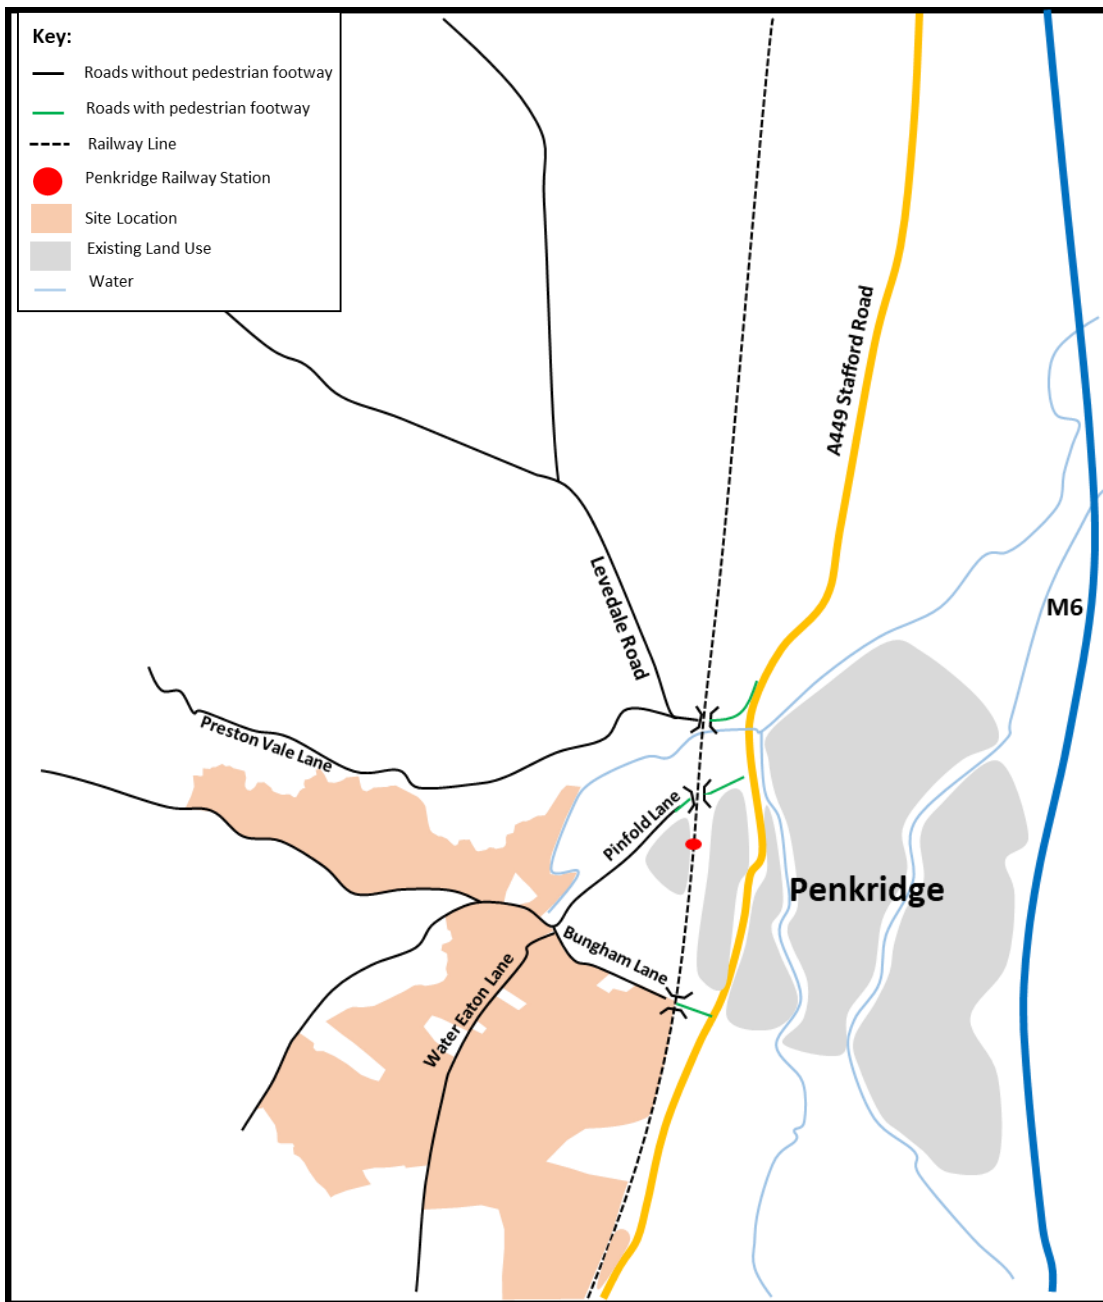 Key:
Roads without pedestrian footway
Roads with pedestrian footway
Railway Line
Penkridge Railway Station
Site Location
Existing Land Use
Water
A449 Stafford Road
Levedale Road
M6
Preston Vale Lane
Pinfold Lane
Penkridge
Bungham Lane
Water Eaton Lane